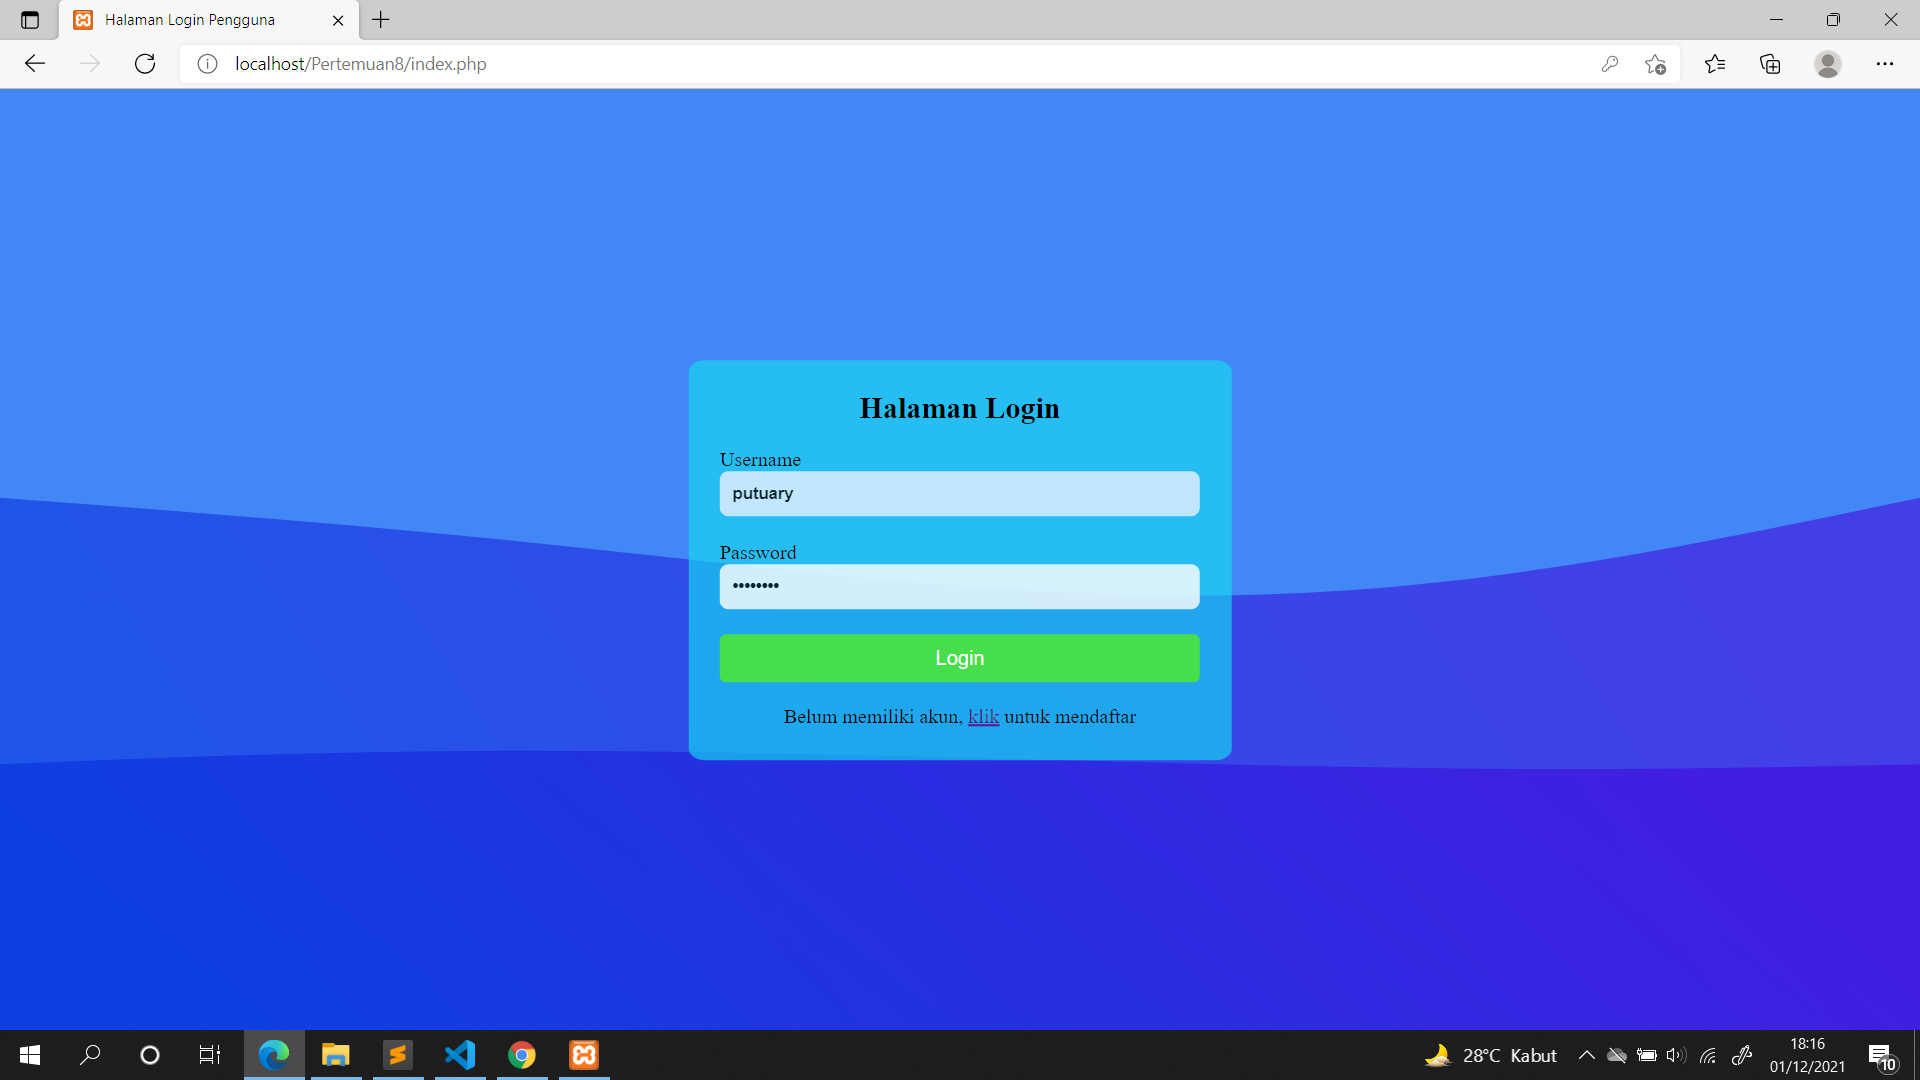 Halaman Login Pengguna
localhost/Pertemuan8/index.php
Halaman Login
Username
putuary
Password
••••••••
Login
Belum memiliki akun, klik untuk mendaftar
28°C Kabut
18:16
01/12/2021
10